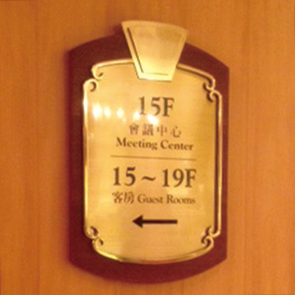 15F
會議中心
Meeting Center
15～19F
客房 Guest Rooms